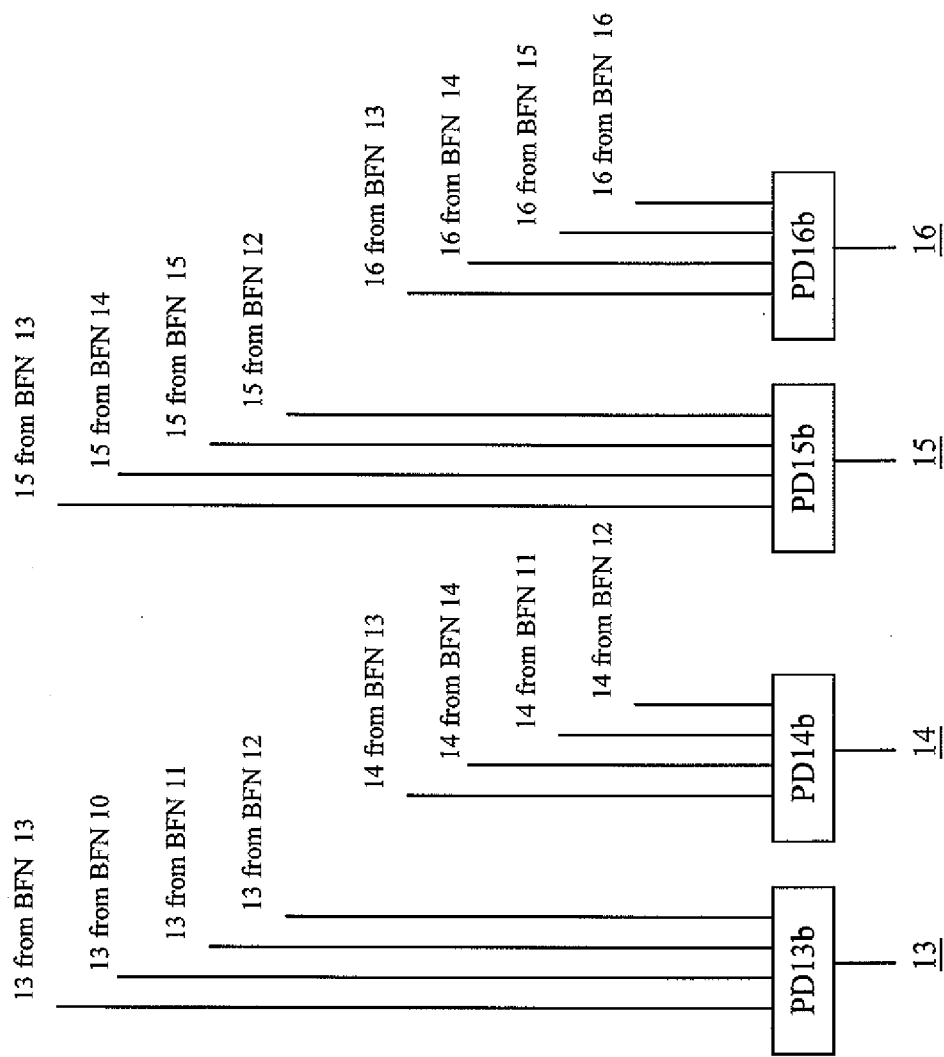 13 from BFN 13
13 from BFN 10
13 from BFN 11
13 from BFN 12
PD13b
13
14 from BFN 13
14 from BFN 14
14 from BFN 11
14 from BFN 12
PD14b
14
15 from BFN 13
15 from BFN 14
15 from BFN 15
15 from BFN 12
PD15b
15
16 from BFN 13
16 from BFN 14
16 from BFN 15
16 from BFN 16
PD16b
16